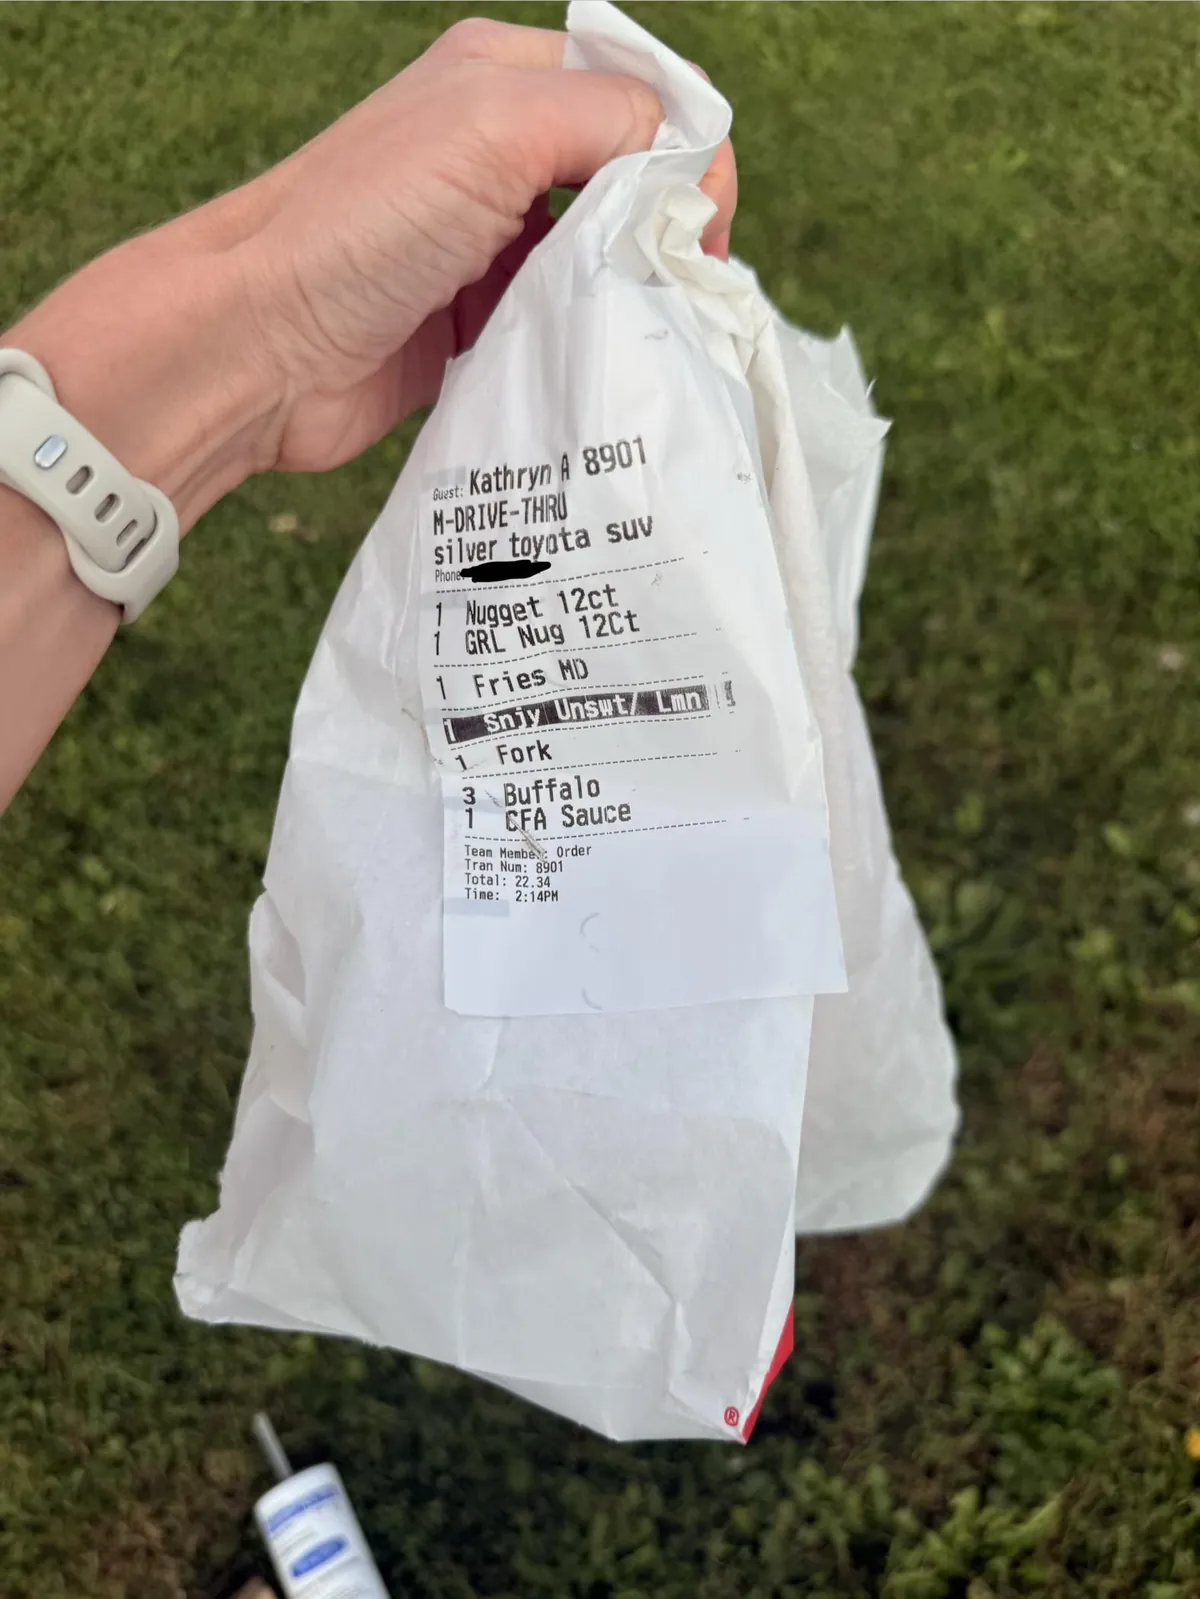 Guest: Kathryn A 8901
M-DRIVE-THRU
silver toyota suv
Phone
1 Nugget 12ct
1 GRL Nug 12Ct
1 Fries MD
1 Snjy Unswt/ Lmn
1 Fork
3 Buffalo
1 CFA Sauce
Team Member: Order
Tran Num: 8901
Total: 22.34
Time: 2:14PM
®